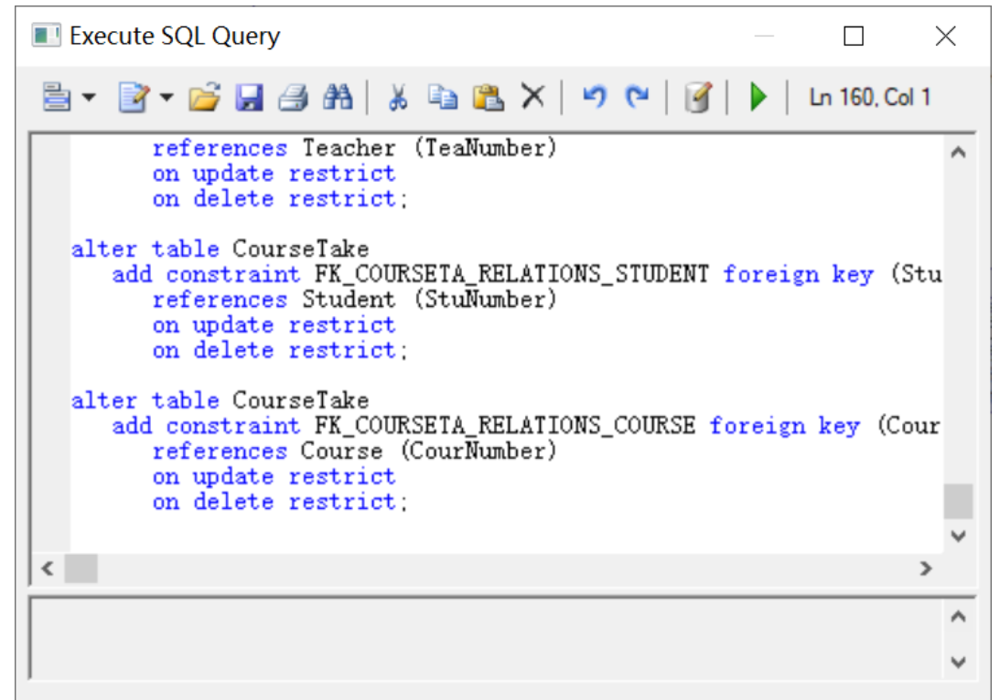 Execute SQL Query
Ln 160, Col 1
references Teacher (TeaNumber)
on update restrict
on delete restrict;
alter table CourseTake
add constraint FK_COURSETA_RELATIONS_STUDENT foreign key (Stu
references Student (StuNumber)
on update restrict
on delete restrict;
alter table CourseTake
add constraint FK_COURSETA_RELATIONS_COURSE foreign key (Cour
references Course (CourNumber)
on update restrict
on delete restrict;